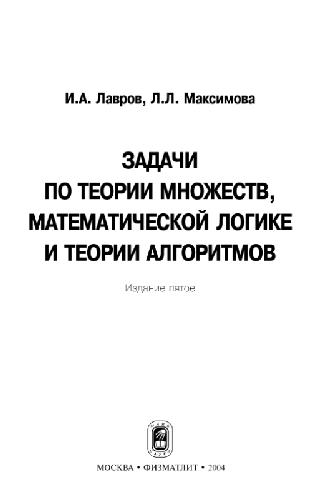 И.А. Лавров, Л.Л. Максимова
ЗАДАЧИ
ПО ТЕОРИИ МНОЖЕСТВ,
МАТЕМАТИЧЕСКОЙ ЛОГИКЕ
И ТЕОРИИ АЛГОРИТМОВ
Издание пятое
МОСКВА • ФИЗМАТЛИТ • 2004